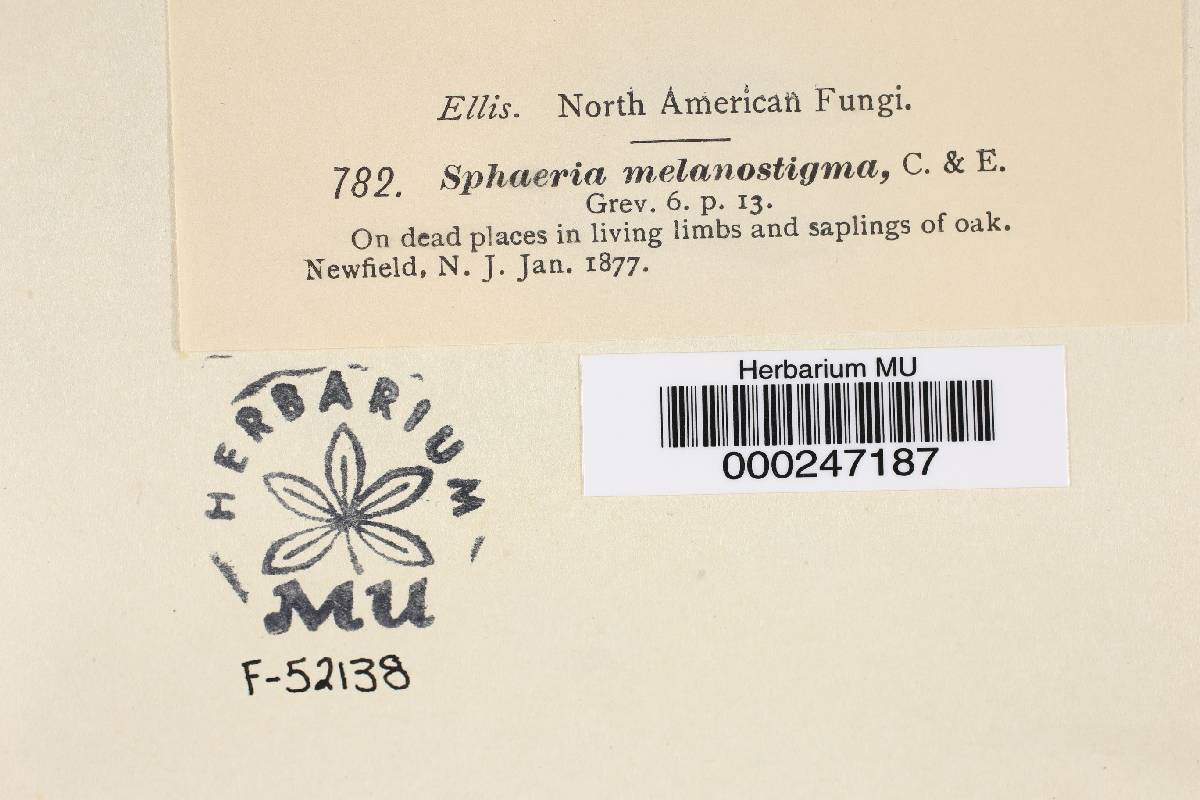 Ellis. North American Fungi.
782. Sphaeria melanostigma, C. & E.
Grev. 6. p. 13.
On dead places in living limbs and saplings of oak.
Newfield, N. J. Jan. 1877.
Herbarium MU
000247187
HERBARIUM
MU
F-52138